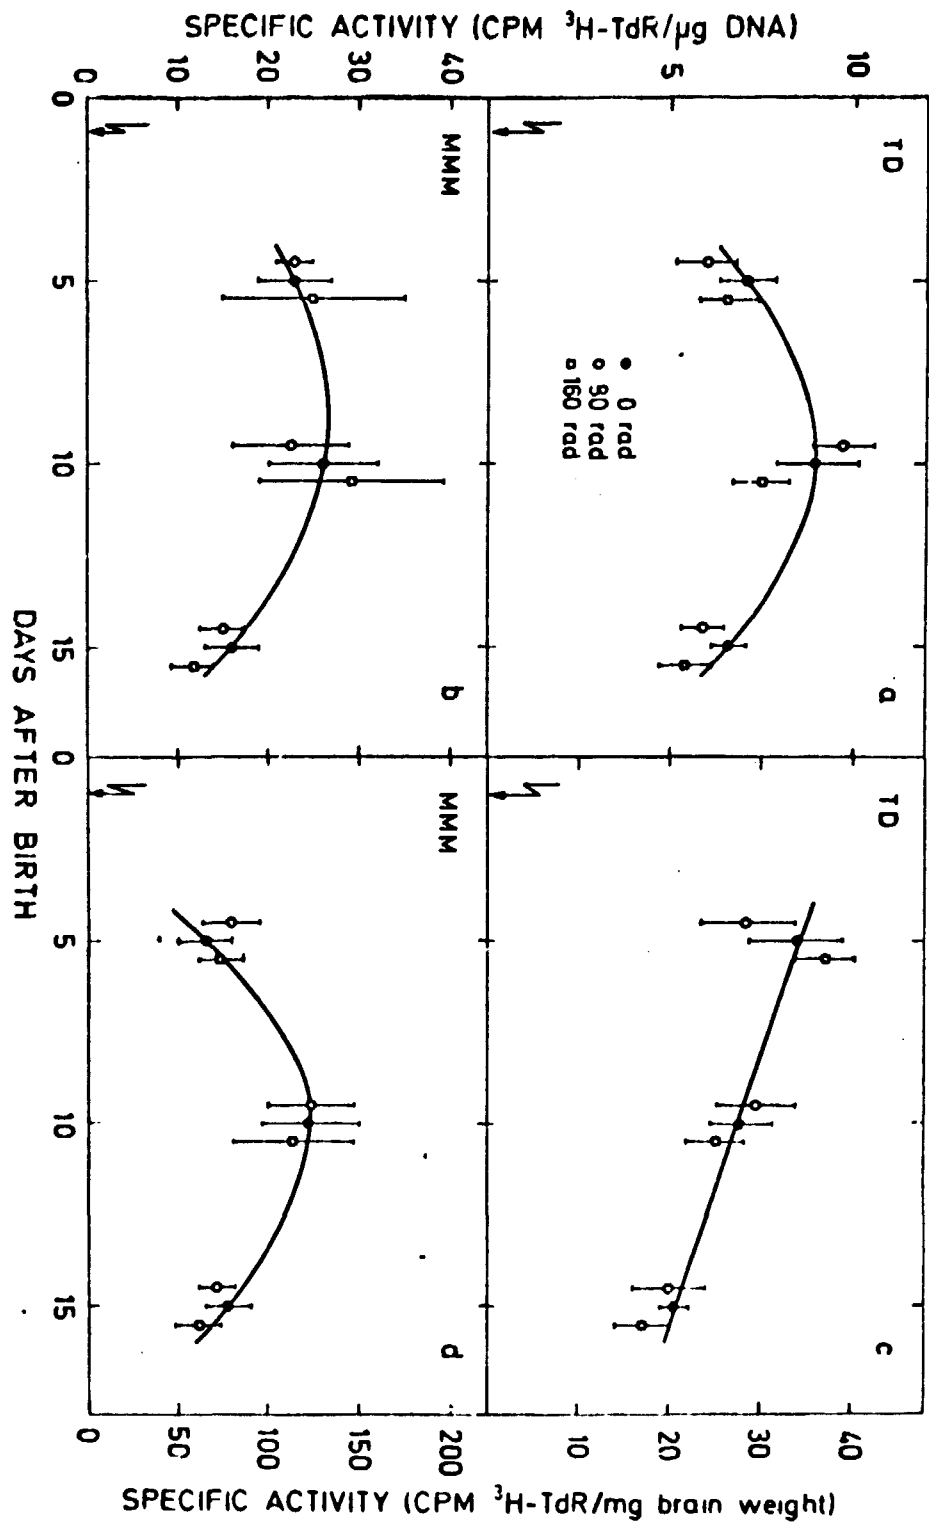 SPECIFIC ACTIVITY (CPM ³H-TdR/µg DNA)
10
5
TD
a
0 rad
80 rad
160 rad
40
30
20
10
0
MMM
b
0
5
10
15
TD
c
40
30
20
10
MMM
d
200
150
100
50
0
0
5
10
15
SPECIFIC ACTIVITY (CPM ³H-TdR/mg brain weight)
DAYS AFTER BIRTH